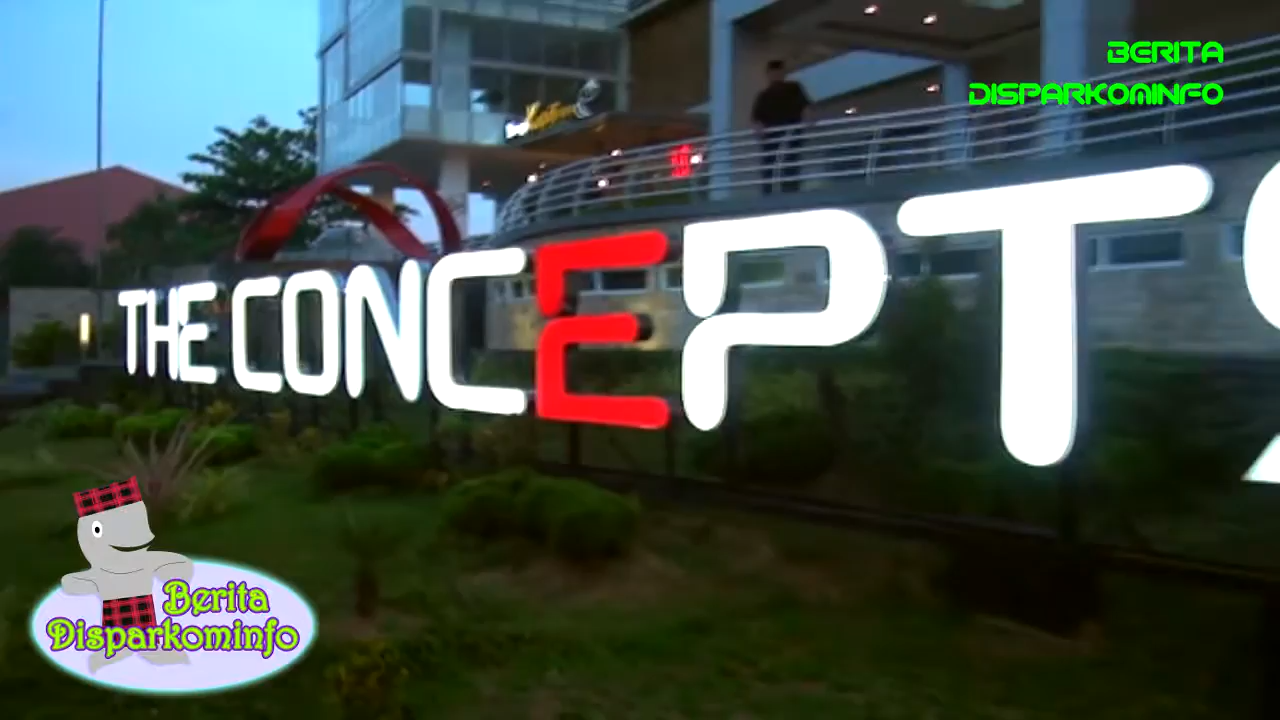 BERITA
DISPARKOMINFO
THE CONCEPT
Berita
Disparkominfo